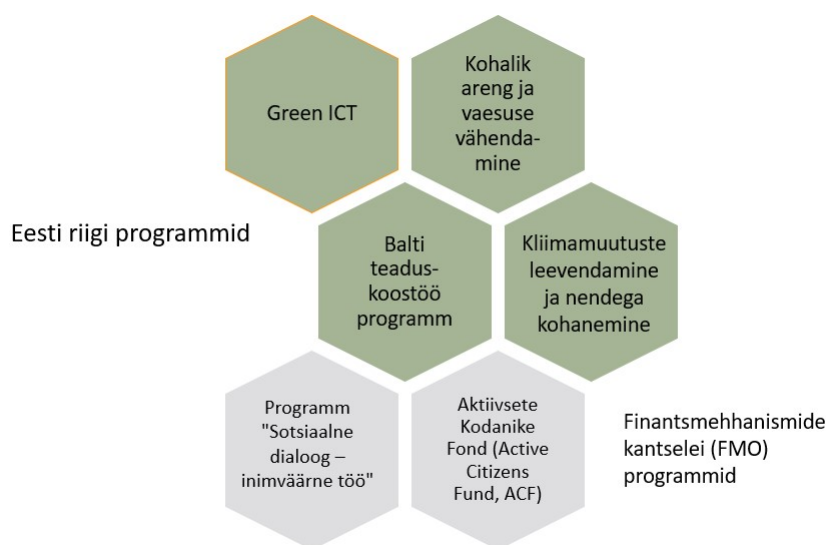 Green ICT
Kohalik
areng ja
vaesuse
vähenda-
mine
Eesti riigi programmid
Balti
teadus-
koostöö
programm
Kliimamuutuste
leevendamine
ja nendega
kohanemine
Programm
"Sotsiaalne
dialoog –
inimväärne töö"
Aktiivsete
Kodanike
Fond (Active
Citizens
Fund, ACF)
Finantsmehhanismide
kantselei (FMO)
programmid